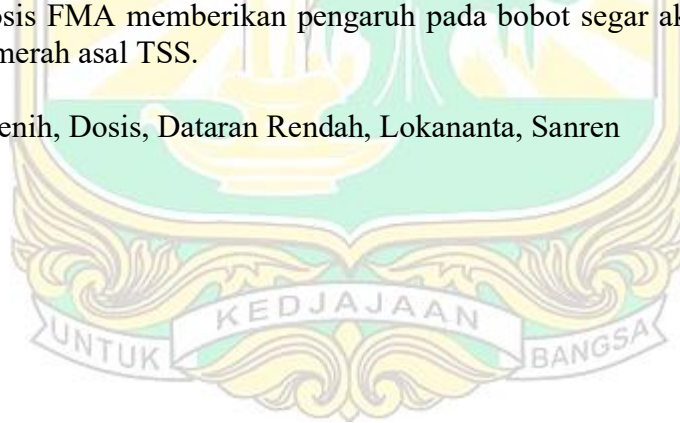 osis FMA memberikan pengaruh pada bobot segar ak
merah asal TSS.
enih, Dosis, Dataran Rendah, Lokananta, Sanren
UNTUK KEDJAJAAN BANGSA